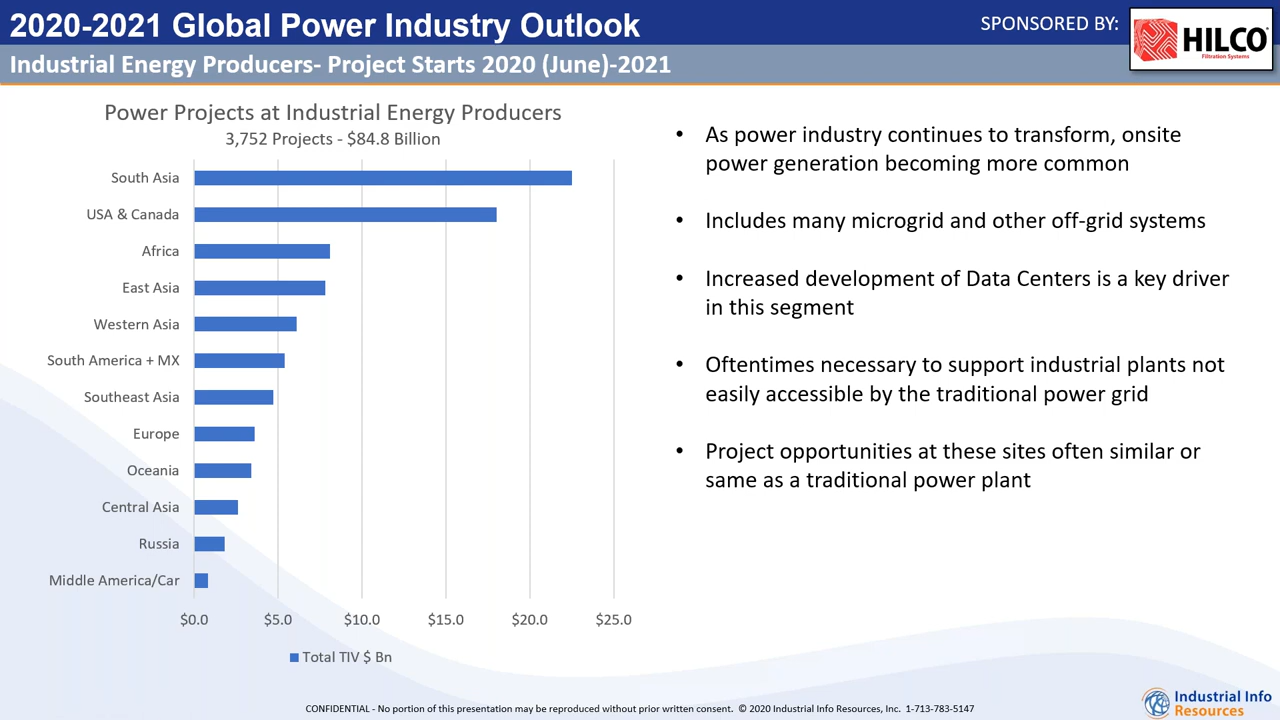 2020-2021 Global Power Industry Outlook
SPONSORED BY:
HILCO
Filtration Systems
Industrial Energy Producers- Project Starts 2020 (June)-2021
Power Projects at Industrial Energy Producers
3,752 Projects - $84.8 Billion
South Asia
USA & Canada
Africa
East Asia
Western Asia
South America + MX
Southeast Asia
Europe
Oceania
Central Asia
Russia
Middle America/Car
$0.0 $5.0 $10.0 $15.0 $20.0 $25.0
Total TIV $ Bn
• As power industry continues to transform, onsite
power generation becoming more common
• Includes many microgrid and other off-grid systems
• Increased development of Data Centers is a key driver
in this segment
• Oftentimes necessary to support industrial plants not
easily accessible by the traditional power grid
• Project opportunities at these sites often similar or
same as a traditional power plant
CONFIDENTIAL - No portion of this presentation may be reproduced without prior written consent. © 2020 Industrial Info Resources, Inc. 1-713-783-5147
Industrial Info
Resources